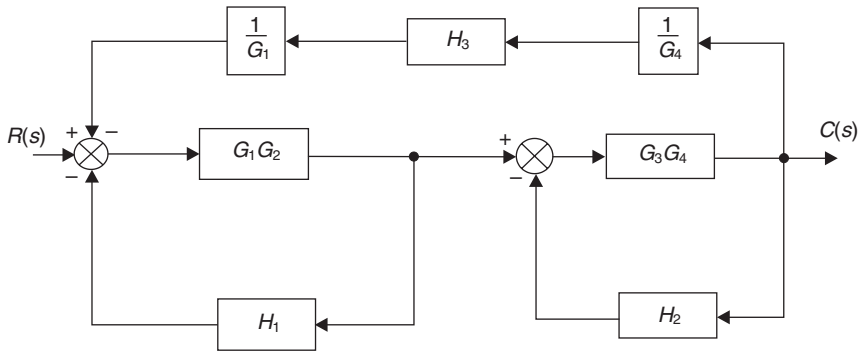 1
G₁
H₃
1
G₄
R(s)
+
−
−
G₁G₂
+
−
G₃G₄
C(s)
H₁
H₂